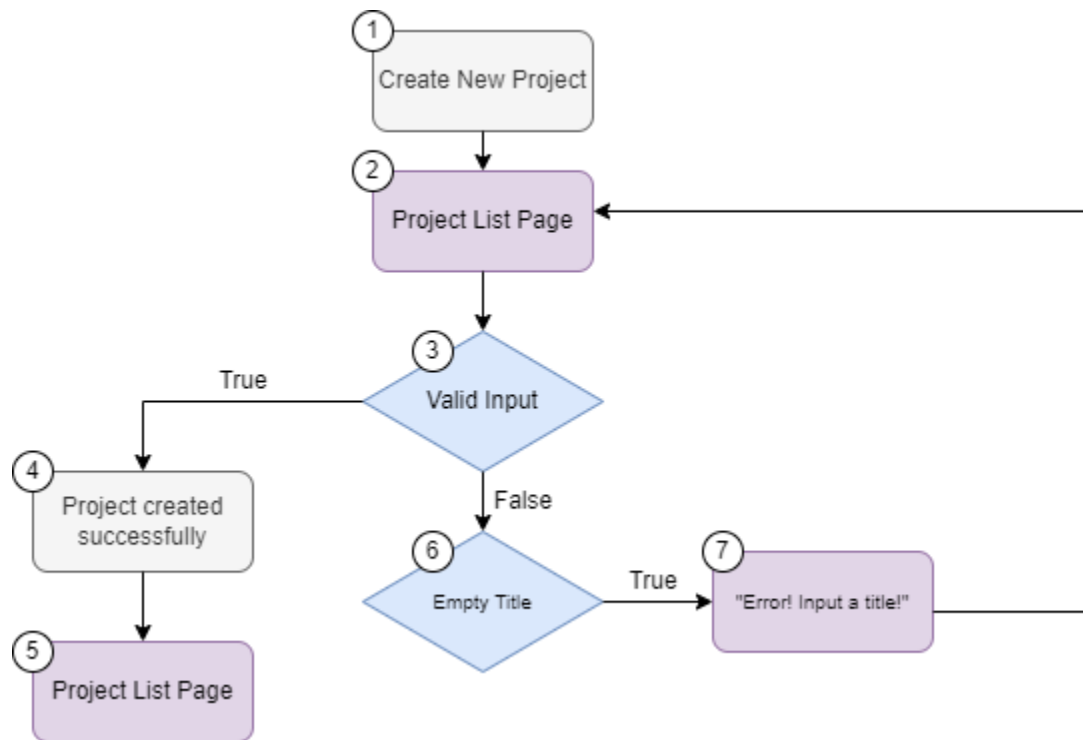 1
Create New Project
2
Project List Page
3
Valid Input
True
4
Project created
successfully
False
5
Project List Page
6
Empty Title
True
7
"Error! Input a title!"